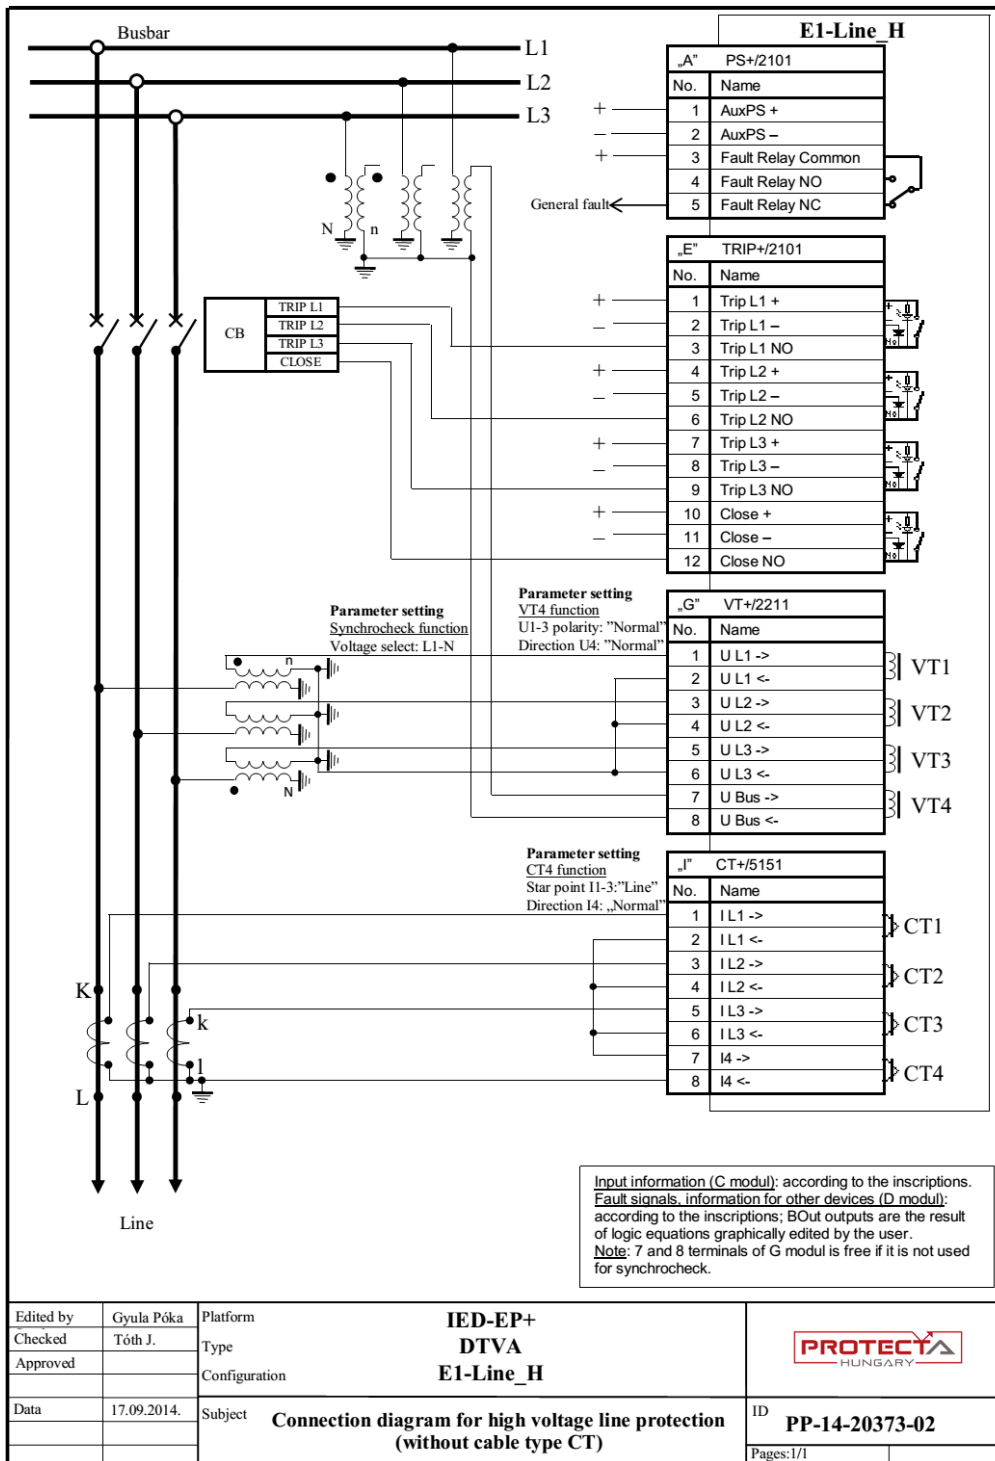 Busbar
L1
L2
L3
N
n
E1-Line_H
„A” PS+/2101
No. Name
+ 1 AuxPS +
– 2 AuxPS –
+ 3 Fault Relay Common
4 Fault Relay NO
General fault 5 Fault Relay NC
„E” TRIP+/2101
No. Name
+ 1 Trip L1 +
– 2 Trip L1 –
3 Trip L1 NO
+ 4 Trip L2 +
– 5 Trip L2 –
6 Trip L2 NO
+ 7 Trip L3 +
– 8 Trip L3 –
9 Trip L3 NO
+ 10 Close +
– 11 Close –
12 Close NO
CB
TRIP L1
TRIP L2
TRIP L3
CLOSE
Parameter setting
Synchrocheck function
Voltage select: L1-N
Parameter setting
VT4 function
U1-3 polarity: ”Normal”
Direction U4: ”Normal”
n
N
„G” VT+/2211
No. Name
1 U L1 ->
2 U L1 <-
VT1
3 U L2 ->
4 U L2 <-
VT2
5 U L3 ->
6 U L3 <-
VT3
7 U Bus ->
8 U Bus <-
VT4
Parameter setting
CT4 function
Star point I1-3:”Line”
Direction I4: „Normal”
„I” CT+/5151
No. Name
1 I L1 ->
2 I L1 <-
CT1
3 I L2 ->
4 I L2 <-
CT2
5 I L3 ->
6 I L3 <-
CT3
7 I4 ->
8 I4 <-
CT4
K
k
l
L
Line
Input information (C modul): according to the inscriptions.
Fault signals, information for other devices (D modul):
according to the inscriptions; BOut outputs are the result
of logic equations graphically edited by the user.
Note: 7 and 8 terminals of G modul is free if it is not used
for synchrocheck.
Edited by Gyula Póka
Checked Tóth J.
Approved
Data 17.09.2014.
Platform IED-EP+
Type DTVA
Configuration E1-Line_H
Subject Connection diagram for high voltage line protection
(without cable type CT)
PROTECTA
HUNGARY
ID PP-14-20373-02
Pages:1/1